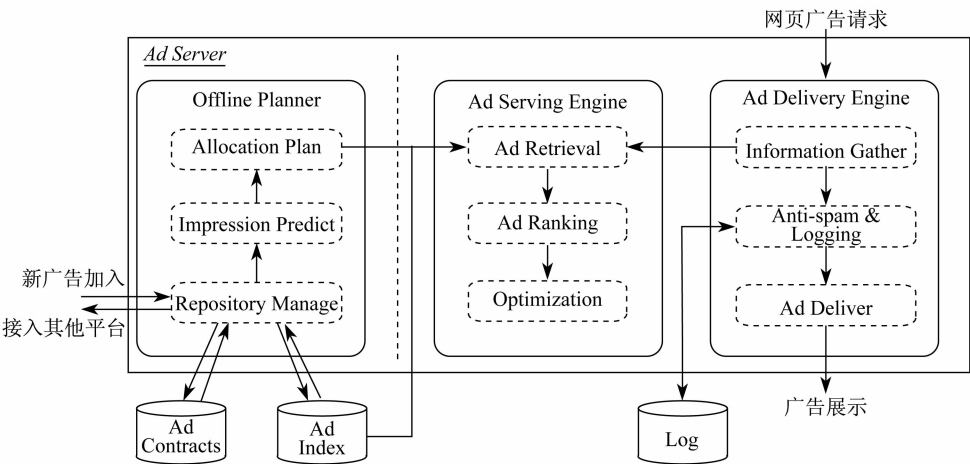 网页广告请求
Ad Server
Offline Planner
Allocation Plan
Impression Predict
Repository Manage
新广告加入
接入其他平台
Ad Serving Engine
Ad Retrieval
Ad Ranking
Optimization
Ad Delivery Engine
Information Gather
Anti-spam &
Logging
Ad Deliver
广告展示
Ad
Contracts
Ad
Index
Log